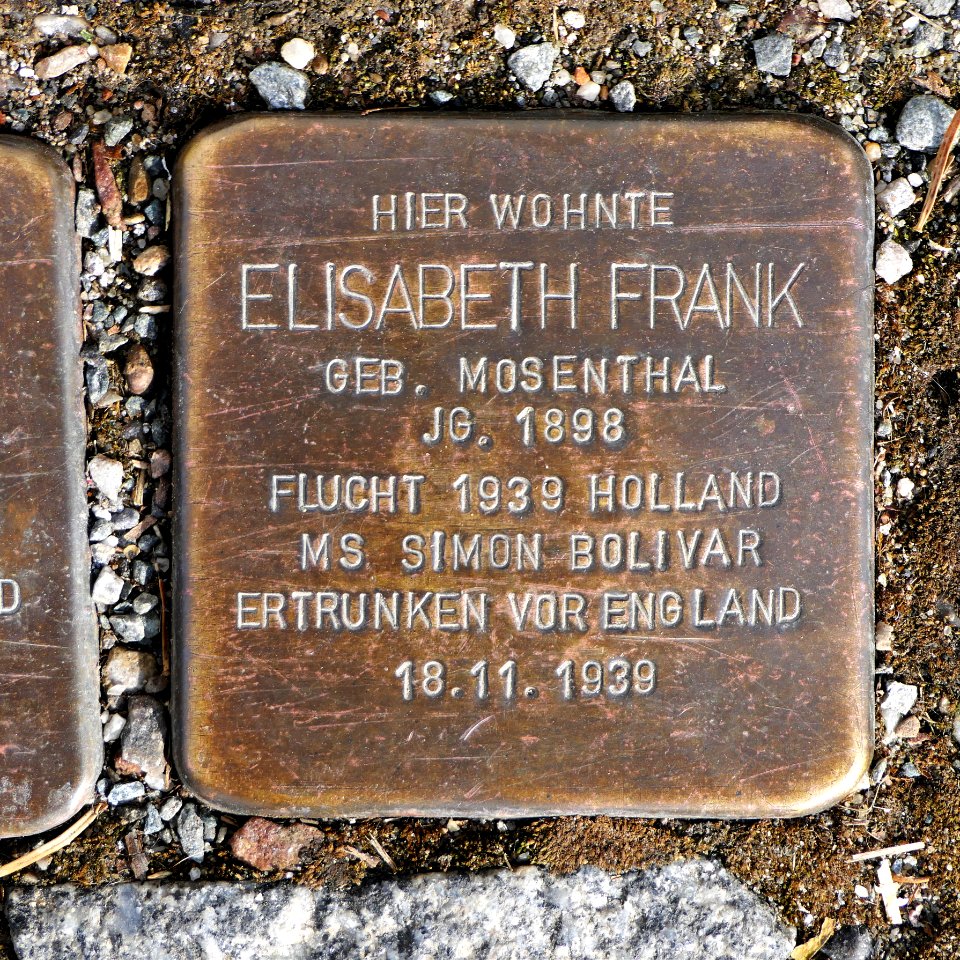 HIER WOHNTE
ELISABETH FRANK
GEB. MOSENTHAL
JG. 1898
FLUCHT 1939 HOLLAND
MS SIMON BOLIVAR
ERTRUNKEN VOR ENGLAND
18.11.1939
D